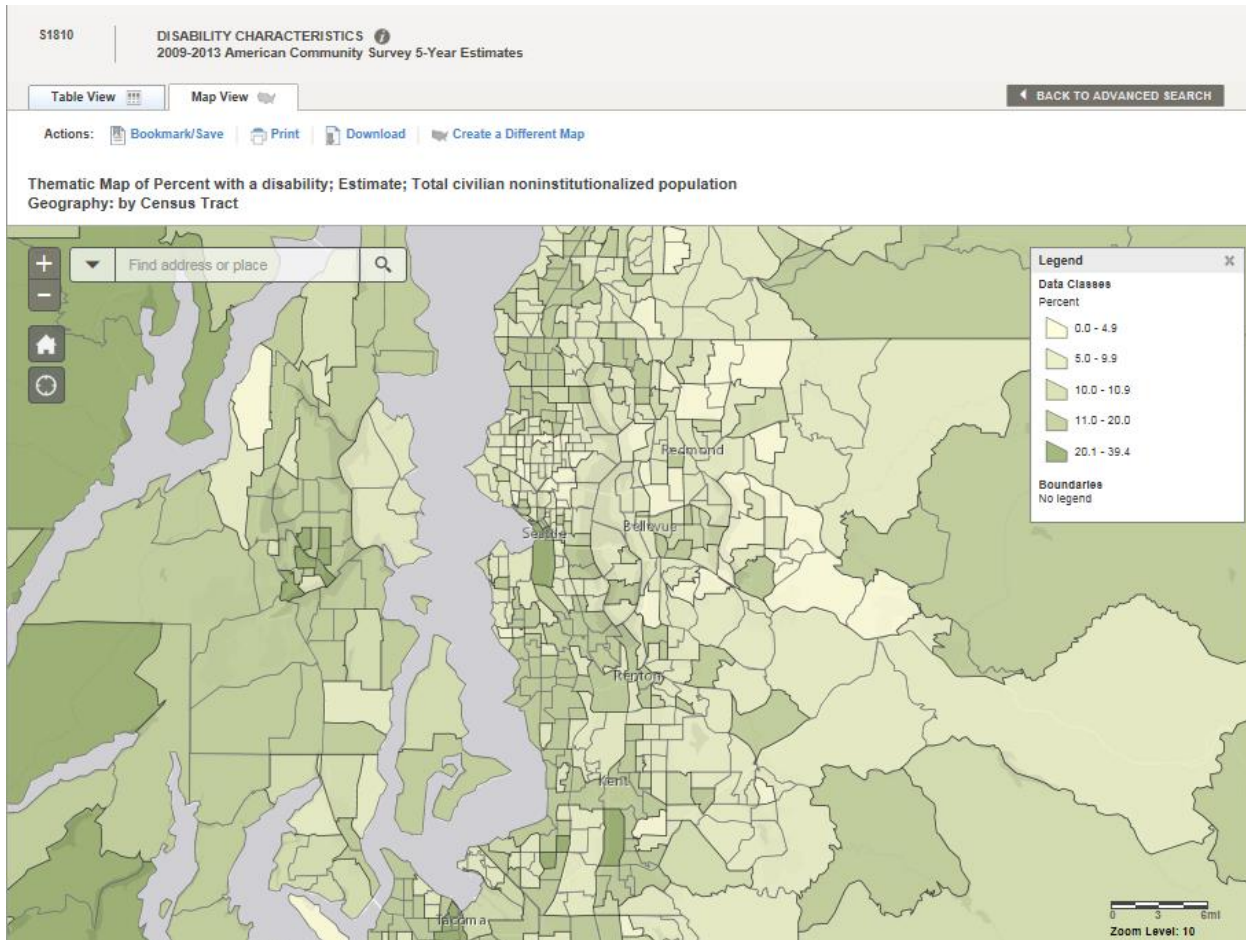 S1810
DISABILITY CHARACTERISTICS
2009-2013 American Community Survey 5-Year Estimates
Table View
Map View
BACK TO ADVANCED SEARCH
Actions: Bookmark/Save Print Download Create a Different Map
Thematic Map of Percent with a disability; Estimate; Total civilian noninstitutionalized population
Geography: by Census Tract
+
Find address or place
−
Legend
Data Classes
Percent
0.0 - 4.9
5.0 - 9.9
10.0 - 10.9
11.0 - 20.0
20.1 - 39.4
Boundaries
No legend
Redmond
Bellevue
Seattle
Renton
Kent
Tacoma
0 3 6mi
Zoom Level: 10